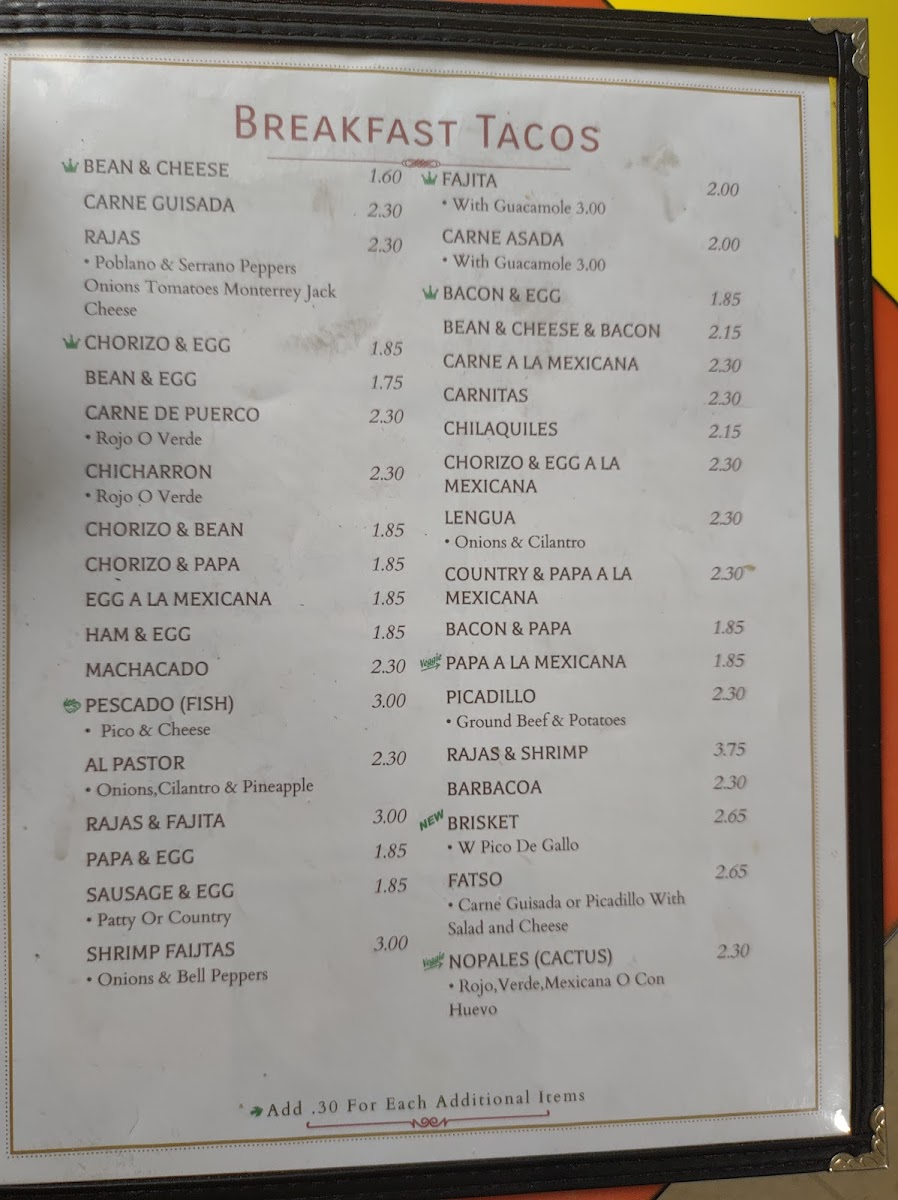 BREAKFAST TACOS
BEAN & CHEESE 1.60
CARNE GUISADA 2.30
RAJAS 2.30
• Poblano & Serrano Peppers
Onions Tomatoes Monterrey Jack
Cheese
CHORIZO & EGG 1.85
BEAN & EGG 1.75
CARNE DE PUERCO 2.30
• Rojo O Verde
CHICHARRON 2.30
• Rojo O Verde
CHORIZO & BEAN 1.85
CHORIZO & PAPA 1.85
EGG A LA MEXICANA 1.85
HAM & EGG 1.85
MACHACADO 2.30
PESCADO (FISH) 3.00
• Pico & Cheese
AL PASTOR 2.30
• Onions,Cilantro & Pineapple
RAJAS & FAJITA 3.00
PAPA & EGG 1.85
SAUSAGE & EGG 1.85
• Patty Or Country
SHRIMP FAIJTAS 3.00
• Onions & Bell Peppers
FAJITA 2.00
• With Guacamole 3.00
CARNE ASADA 2.00
• With Guacamole 3.00
BACON & EGG 1.85
BEAN & CHEESE & BACON 2.15
CARNE A LA MEXICANA 2.30
CARNITAS 2.30
CHILAQUILES 2.15
CHORIZO & EGG A LA 2.30
MEXICANA
LENGUA 2.30
• Onions & Cilantro
COUNTRY & PAPA A LA 2.30
MEXICANA
BACON & PAPA 1.85
Veggie PAPA A LA MEXICANA 1.85
PICADILLO 2.30
• Ground Beef & Potatoes
RAJAS & SHRIMP 3.75
BARBACOA 2.30
NEW BRISKET 2.65
• W Pico De Gallo
FATSO 2.65
• Carne Guisada or Picadillo With
Salad and Cheese
Veggie NOPALES (CACTUS) 2.30
• Rojo,Verde,Mexicana O Con
Huevo
Add .30 For Each Additional Items